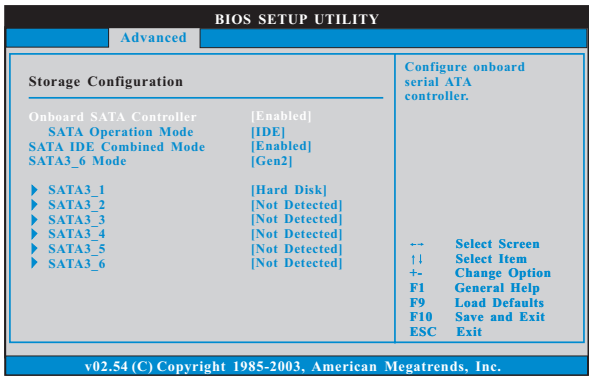 BIOS SETUP UTILITY
Advanced
Storage Configuration
Onboard SATA Controller [Enabled]
SATA Operation Mode [IDE]
SATA IDE Combined Mode [Enabled]
SATA3_6 Mode [Gen2]
SATA3_1 [Hard Disk]
SATA3_2 [Not Detected]
SATA3_3 [Not Detected]
SATA3_4 [Not Detected]
SATA3_5 [Not Detected]
SATA3_6 [Not Detected]
Configure onboard
serial ATA
controller.
←→ Select Screen
↑↓ Select Item
+- Change Option
F1 General Help
F9 Load Defaults
F10 Save and Exit
ESC Exit
v02.54 (C) Copyright 1985-2003, American Megatrends, Inc.